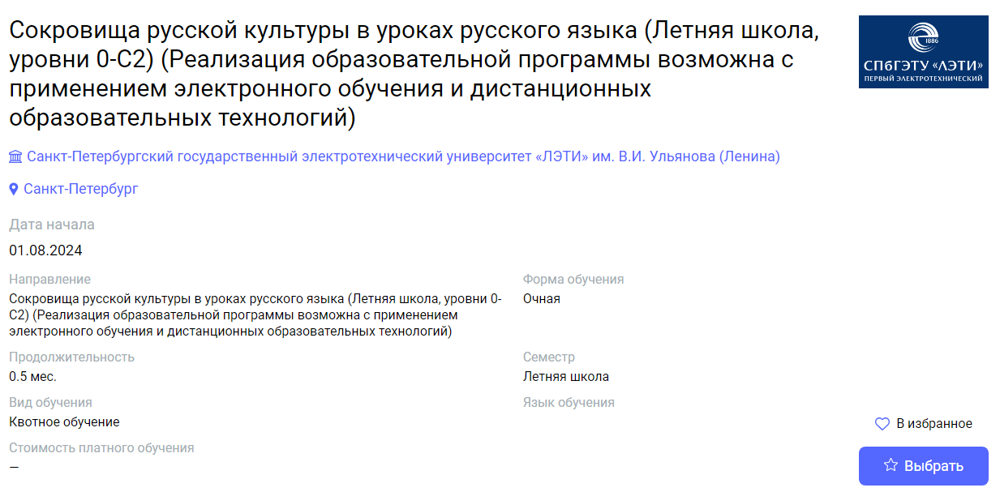 Сокровища русской культуры в уроках русского языка (Летняя школа,
уровни 0-С2) (Реализация образовательной программы возможна с
применением электронного обучения и дистанционных
образовательных технологий)
1886
СПбГЭТУ «ЛЭТИ»
ПЕРВЫЙ ЭЛЕКТРОТЕХНИЧЕСКИЙ
Санкт-Петербургский государственный электротехнический университет «ЛЭТИ» им. В.И. Ульянова (Ленина)
Санкт-Петербург
Дата начала
01.08.2024
Направление
Сокровища русской культуры в уроках русского языка (Летняя школа, уровни 0-
С2) (Реализация образовательной программы возможна с применением
электронного обучения и дистанционных образовательных технологий)
Форма обучения
Очная
Продолжительность
0.5 мес.
Семестр
Летняя школа
Вид обучения
Квотное обучение
Язык обучения
Стоимость платного обучения
—
В избранное
Выбрать